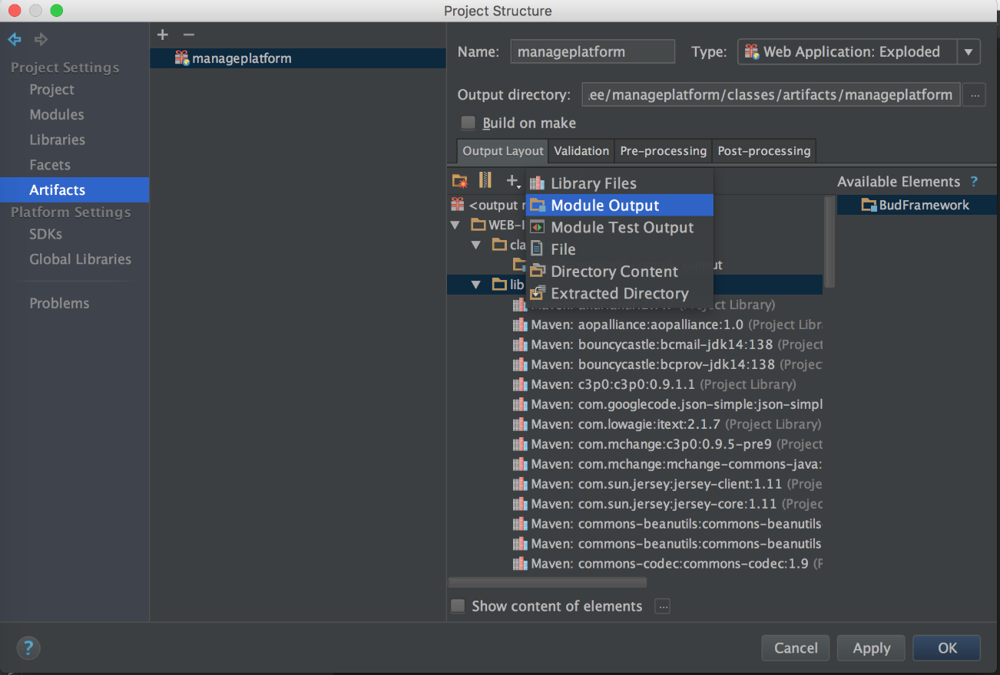 Project Structure
Project Settings
Project
Modules
Libraries
Facets
Artifacts
Platform Settings
SDKs
Global Libraries
Problems
manageplatform
Name: manageplatform Type: Web Application: Exploded
Output directory: .ee/manageplatform/classes/artifacts/manageplatform ...
Build on make
Output Layout Validation Pre-processing Post-processing
Library Files
Module Output
Module Test Output
File
Directory Content
Extracted Directory
Available Elements ?
BudFramework
<output r
WEB-I
cla
ut
lib
(Project Library)
Maven: aopalliance:aopalliance:1.0 (Project Libr
Maven: bouncycastle:bcmail-jdk14:138 (Project
Maven: bouncycastle:bcprov-jdk14:138 (Projec
Maven: c3p0:c3p0:0.9.1.1 (Project Library)
Maven: com.googlecode.json-simple:json-simpl
Maven: com.lowagie:itext:2.1.7 (Project Library)
Maven: com.mchange:c3p0:0.9.5-pre9 (Project
Maven: com.mchange:mchange-commons-java:
Maven: com.sun.jersey:jersey-client:1.11 (Proje
Maven: com.sun.jersey:jersey-core:1.11 (Projec
Maven: commons-beanutils:commons-beanutils
Maven: commons-beanutils:commons-beanutils
Maven: commons-codec:commons-codec:1.9 (P
Show content of elements ...
? Cancel Apply OK